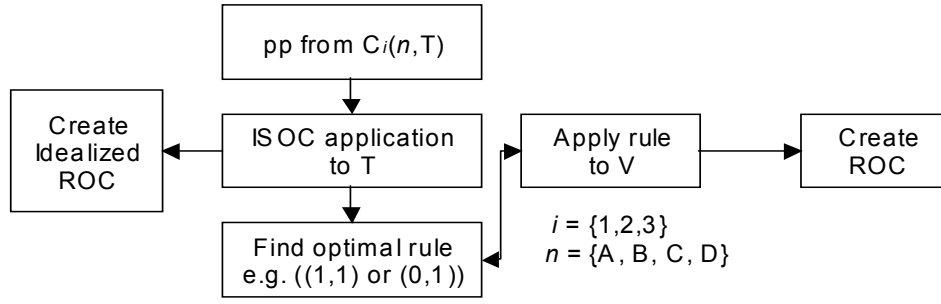 pp from Ci(n,T)
Create
Idealized
ROC
ISOC application
to T
Apply rule
to V
Create
ROC
Find optimal rule
e.g. ((1,1) or (0,1))
i = {1,2,3}
n = {A, B, C, D}